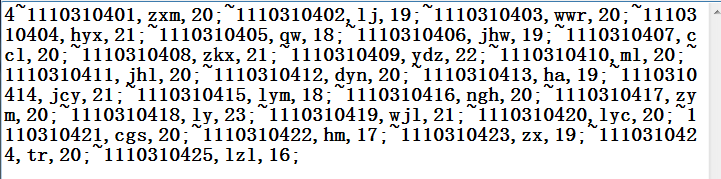 4~1110310401, zxm, 20;~1110310402, lj, 19;~1110310403, wwr, 20;~11103
10404, hyx, 21;~1110310405, qw, 18;~1110310406, jhw, 19;~1110310407, c
cl, 20;~1110310408, zkx, 21;~1110310409, ydz, 22;~1110310410, ml, 20;~
1110310411, jhl, 20;~1110310412, dyn, 20;~1110310413, ha, 19;~1110310
414, jcy, 21;~1110310415, lym, 18;~1110310416, ngh, 20;~1110310417, zy
m, 20;~1110310418, ly, 23;~1110310419, wjl, 21;~1110310420, lyc, 20;~1
110310421, cgs, 20;~1110310422, hm, 17;~1110310423, zx, 19;~111031042
4, tr, 20;~1110310425, lzl, 16;